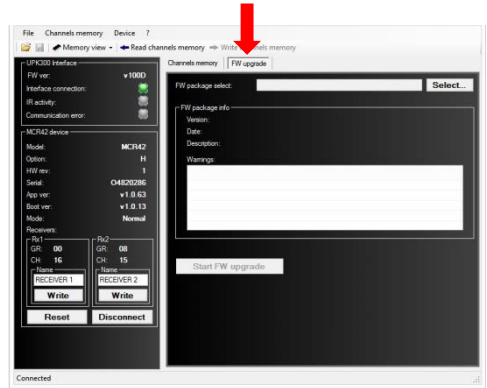 File Channels memory Device ?
Memory view Read channels memory Write channels memory
UPK300 Interface
FW ver: v100D
Interface connection:
IR activity:
Communication error:
MCR42 device
Model: MCR42
Option: H
HW rev: 1
Serial: O4820286
App ver: v1.0.63
Boot ver: v1.0.13
Mode: Normal
Receivers:
Rx1 Rx2
GR: 00 GR: 08
CH: 16 CH: 15
Name Name
RECEIVER 1 RECEIVER 2
Write Write
Reset Disconnect
Channels memory FW upgrade
FW package select: Select...
FW package info
Version:
Date:
Description:
Warnings:
Start FW upgrade
Connected